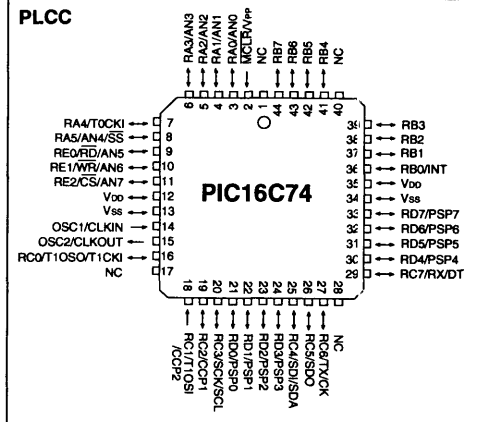 PLCC
RA3/AN3
RA2/AN2
RA1/AN1
RA0/AN0
MCLR/VPP
NC
RB7
RB6
RB5
RB4
NC
6
5
4
3
2
1
44
43
42
41
40
RA4/T0CKI 7
RA5/AN4/SS 8
RE0/RD/AN5 9
RE1/WR/AN6 10
RE2/CS/AN7 11
VDD 12
VSS 13
OSC1/CLKIN 14
OSC2/CLKOUT 15
RC0/T1OSO/T1CKI 16
NC 17
PIC16C74
39 RB3
38 RB2
37 RB1
36 RB0/INT
35 VDD
34 VSS
33 RD7/PSP7
32 RD6/PSP6
31 RD5/PSP5
30 RD4/PSP4
29 RC7/RX/DT
18
19
20
21
22
23
24
25
26
27
28
RC1/T1OSI
/CCP2
RC2/CCP1
RC3/SCK/SCL
RD0/PSP0
RD1/PSP1
RD2/PSP2
RD3/PSP3
RC4/SDI/SDA
RC5/SDO
RC6/TX/CK
NC